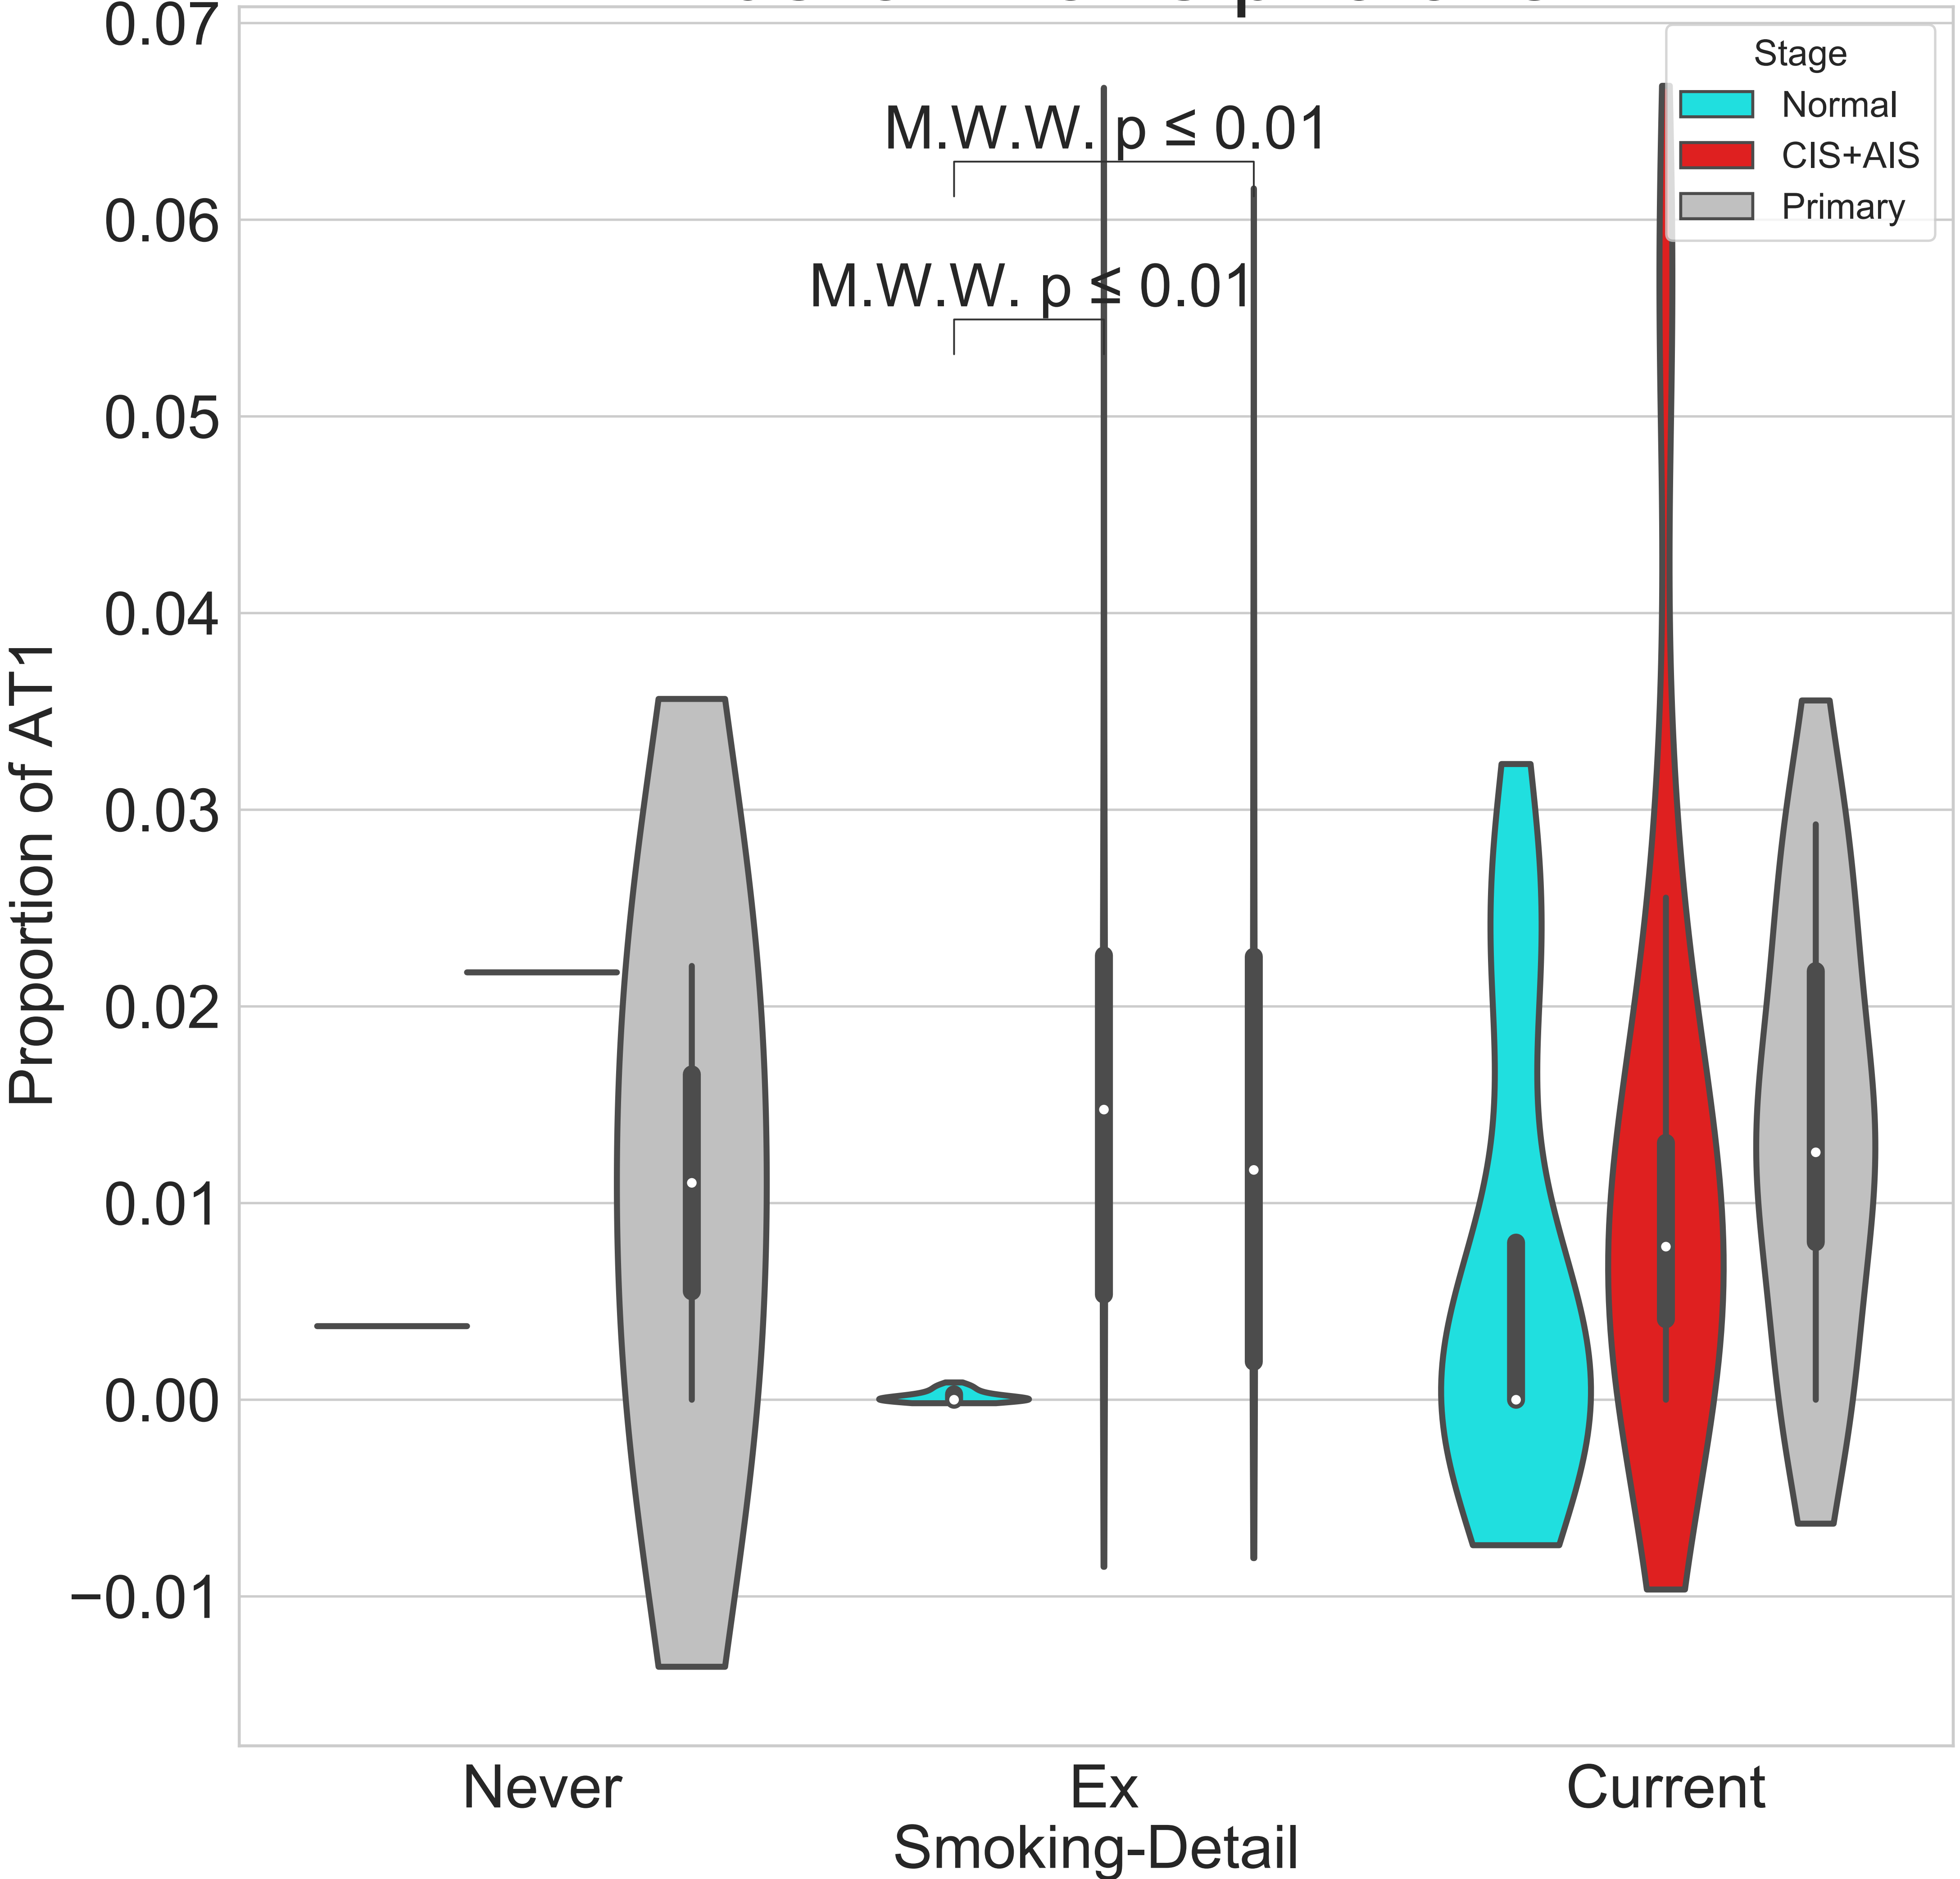 0.07
0.06
0.05
0.04
0.03
0.02
0.01
0.00
−0.01
Proportion of AT1
M.W.W. p ≤ 0.01
M.W.W. p ≤ 0.01
Stage
Normal
CIS+AIS
Primary
Never
Ex
Current
Smoking-Detail